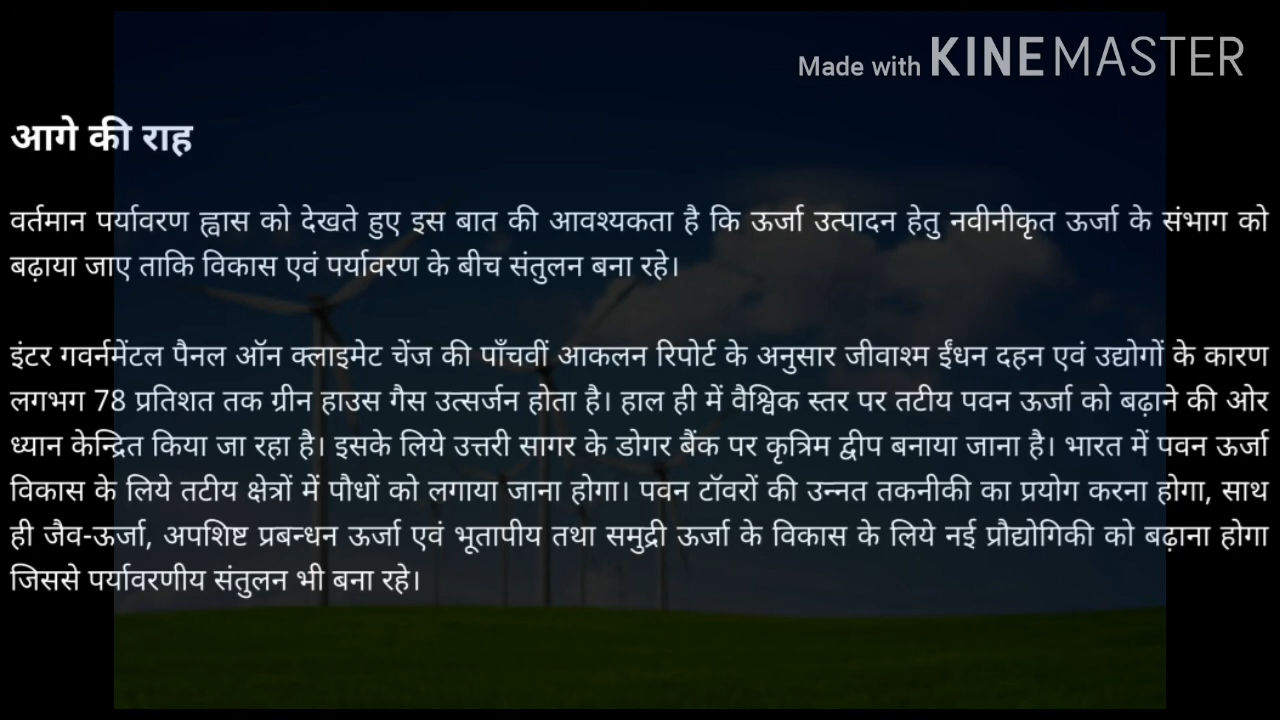 Made with KINEMASTER
आगे की राह
वर्तमान पर्यावरण ह्वास को देखते हुए इस बात की आवश्यकता है कि ऊर्जा उत्पादन हेतु नवीनीकृत ऊर्जा के संभाग को
बढ़ाया जाए ताकि विकास एवं पर्यावरण के बीच संतुलन बना रहे।
इंटर गवर्नमेंटल पैनल ऑन क्लाइमेट चेंज की पाँचवीं आकलन रिपोर्ट के अनुसार जीवाश्म ईंधन दहन एवं उद्योगों के कारण
लगभग 78 प्रतिशत तक ग्रीन हाउस गैस उत्सर्जन होता है। हाल ही में वैश्विक स्तर पर तटीय पवन ऊर्जा को बढ़ाने की ओर
ध्यान केन्द्रित किया जा रहा है। इसके लिये उत्तरी सागर के डोगर बैंक पर कृत्रिम द्वीप बनाया जाना है। भारत में पवन ऊर्जा
विकास के लिये तटीय क्षेत्रों में पौधों को लगाया जाना होगा। पवन टॉवरों की उन्नत तकनीकी का प्रयोग करना होगा, साथ
ही जैव-ऊर्जा, अपशिष्ट प्रबन्धन ऊर्जा एवं भूतापीय तथा समुद्री ऊर्जा के विकास के लिये नई प्रौद्योगिकी को बढ़ाना होगा
जिससे पर्यावरणीय संतुलन भी बना रहे।